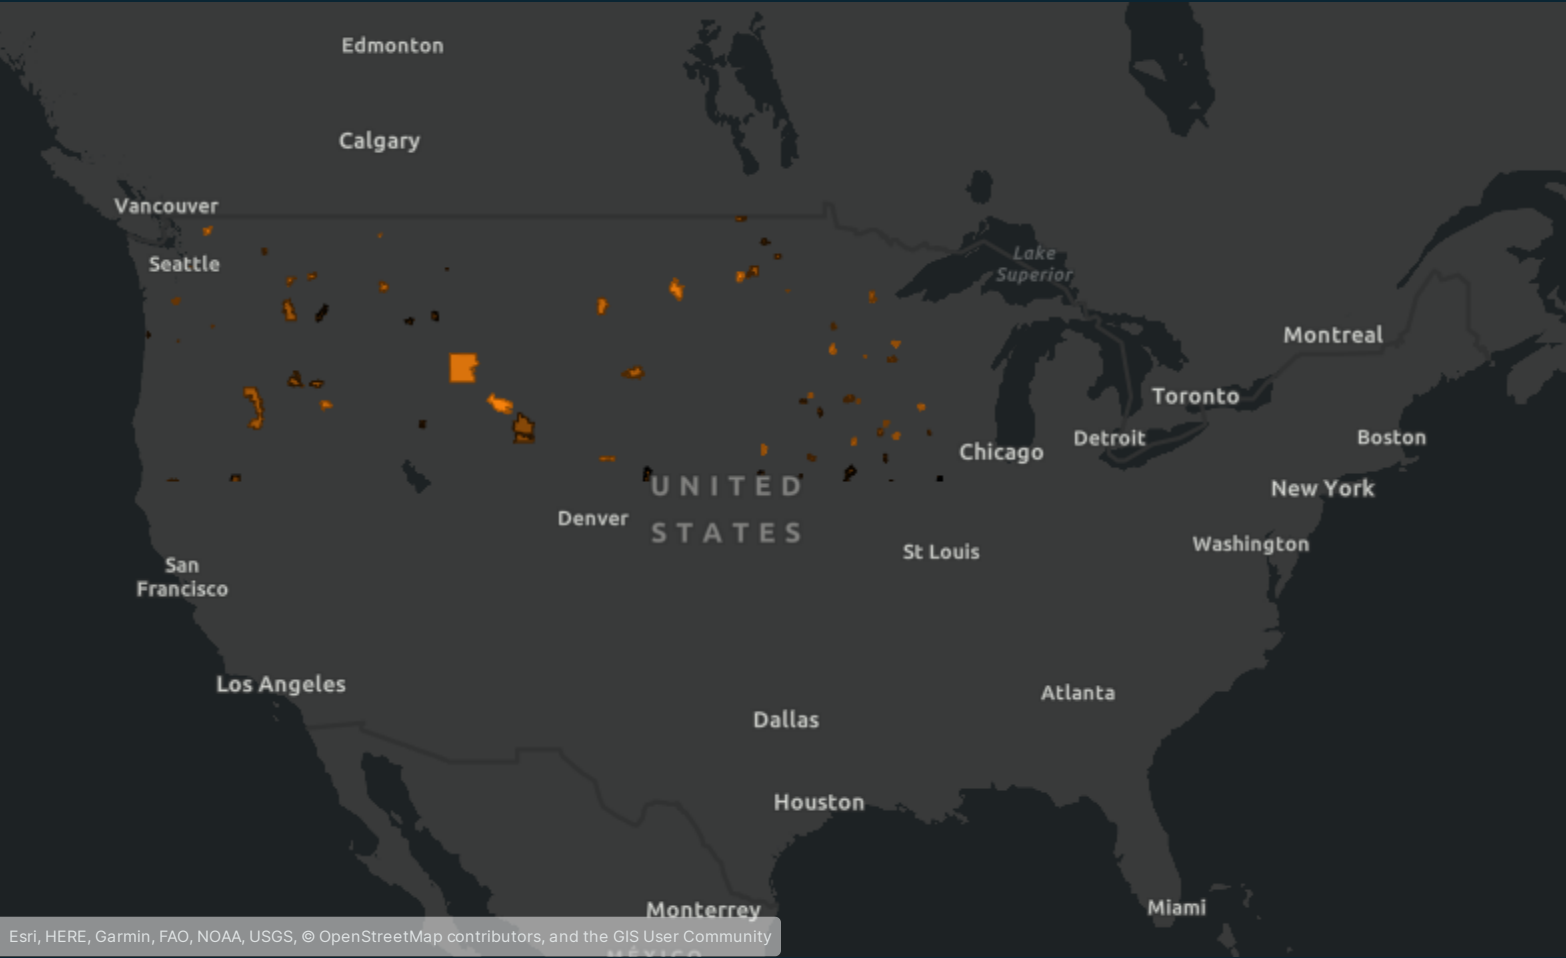 Edmonton
Calgary
Vancouver
Seattle
Lake
Superior
Montreal
Toronto
Detroit
Boston
Chicago
New York
UNITED
STATES
Denver
St Louis
Washington
San
Francisco
Los Angeles
Atlanta
Dallas
Houston
Miami
Monterrey
Esri, HERE, Garmin, FAO, NOAA, USGS, © OpenStreetMap contributors, and the GIS User Community
MÉXICO